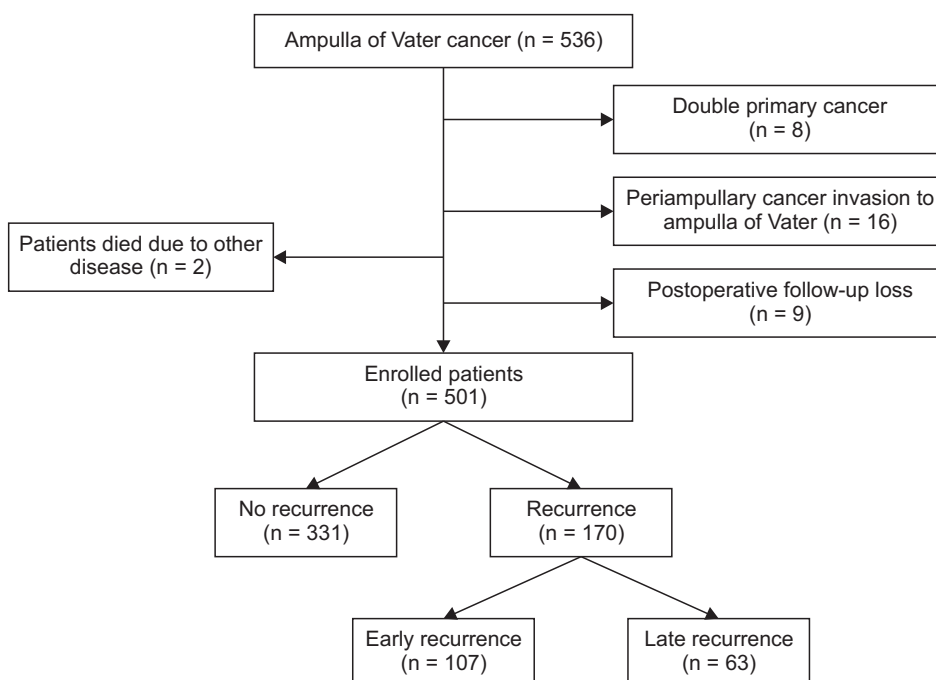 Ampulla of Vater cancer (n = 536)
Double primary cancer
(n = 8)
Periampullary cancer invasion to
ampulla of Vater (n = 16)
Patients died due to other
disease (n = 2)
Postoperative follow-up loss
(n = 9)
Enrolled patients
(n = 501)
No recurrence
(n = 331)
Recurrence
(n = 170)
Early recurrence
(n = 107)
Late recurrence
(n = 63)